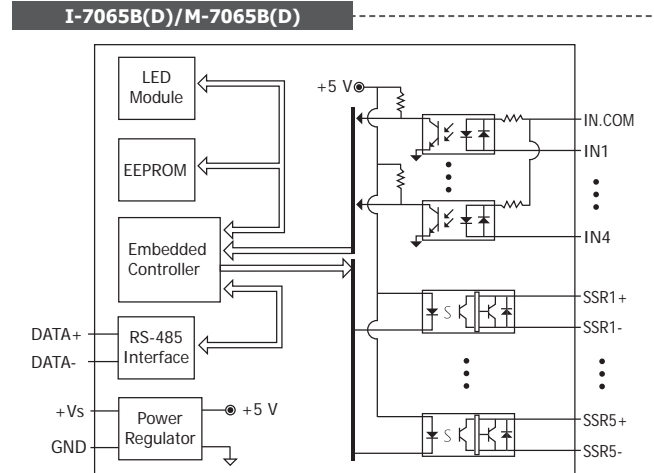 I-7065B(D)/M-7065B(D)
LED
Module
+5 V
IN.COM
IN1
EEPROM
IN4
Embedded
Controller
SSR1+
SSR1-
DATA+
DATA-
RS-485
Interface
+Vs
GND
Power
Regulator
+5 V
SSR5+
SSR5-